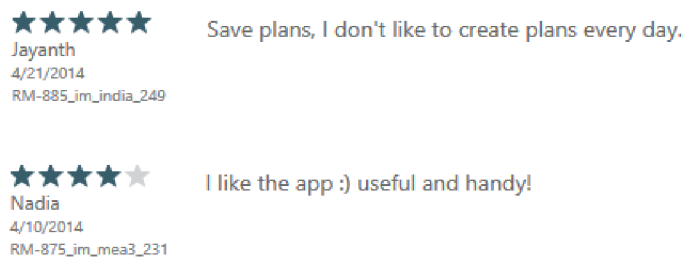 Save plans, I don't like to create plans every day.
Jayanth
4/21/2014
RM-885_im_india_249
I like the app :) useful and handy!
Nadia
4/10/2014
RM-875_im_mea3_231